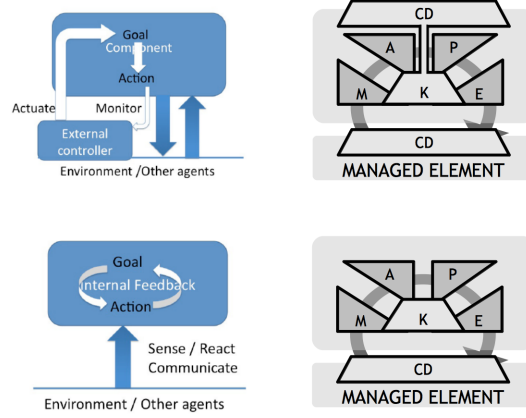 Goal
Component
Action
Actuate
Monitor
External
controller
Environment /Other agents
CD
A
P
M
K
E
CD
MANAGED ELEMENT
Goal
Internal Feedback
Action
Sense / React
Communicate
Environment / Other agents
A
P
M
K
E
CD
MANAGED ELEMENT